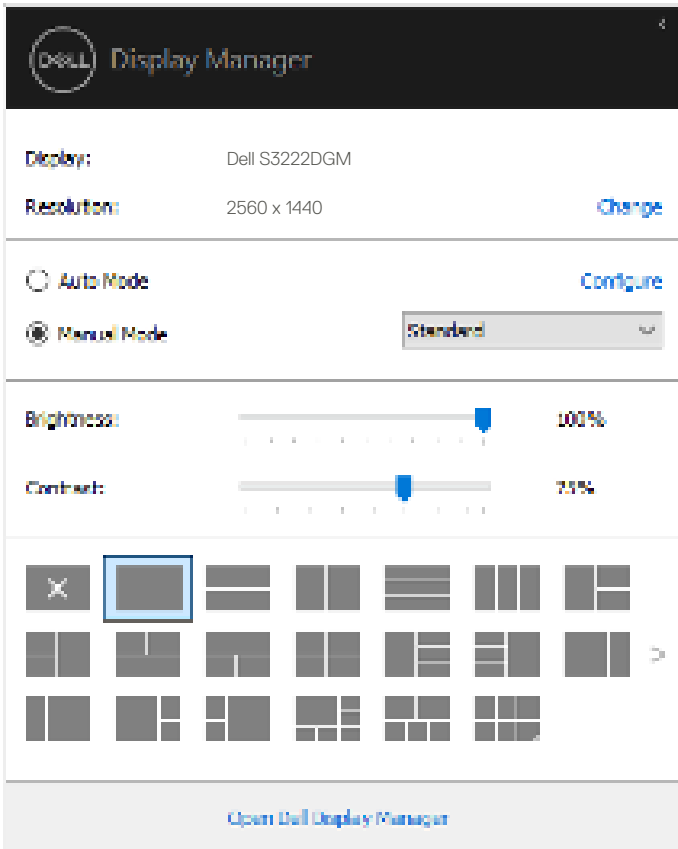 DELL Display Manager
Display: Dell S3222DGM
Resolution: 2560 x 1440 Change
Auto Mode Configure
Manual Mode Standard
Brightness: 100%
Contrast: 75%
Open Dell Display Manager